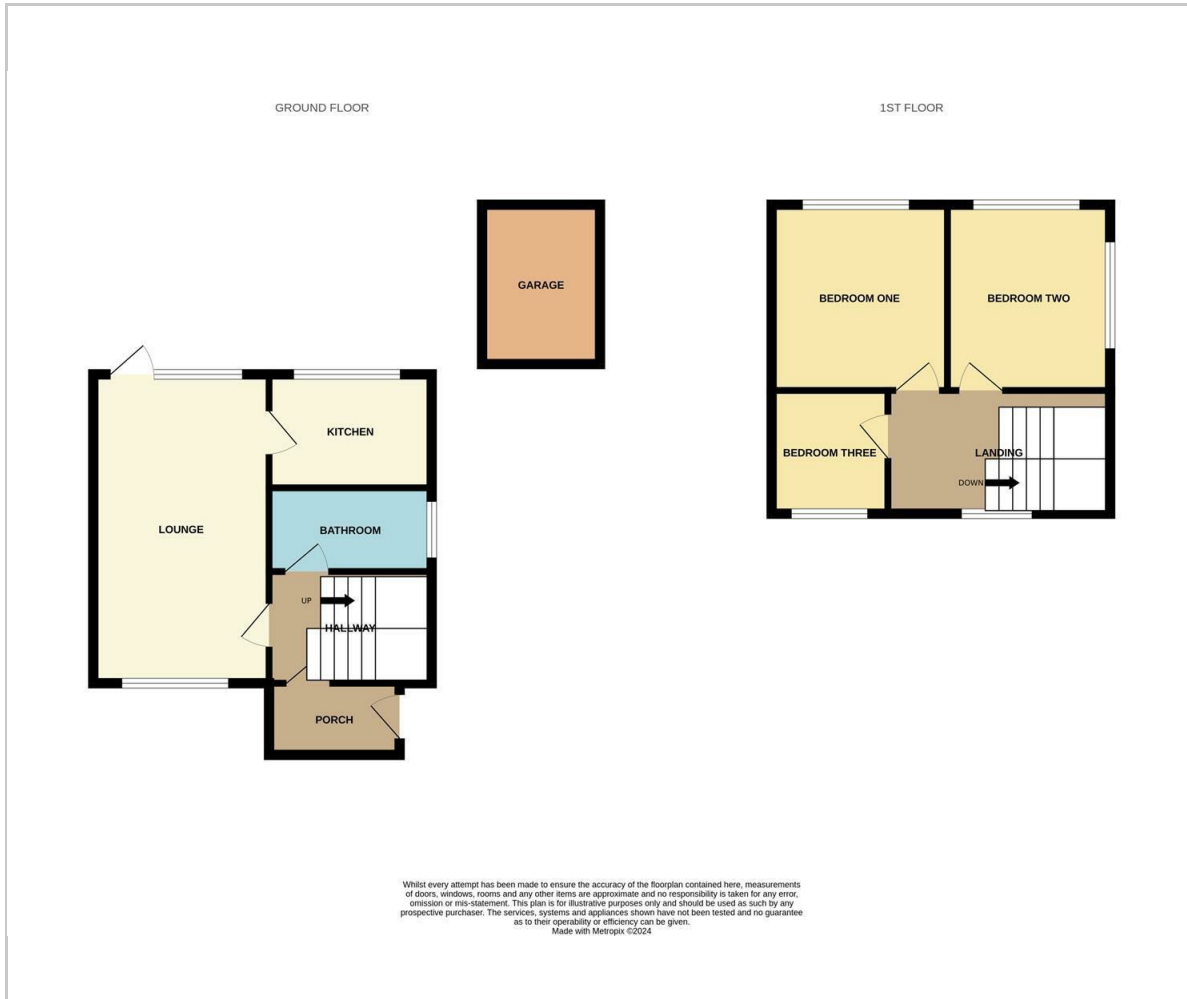 GROUND FLOOR
1ST FLOOR
GARAGE
BEDROOM ONE
BEDROOM TWO
KITCHEN
BEDROOM THREE
LANDING
DOWN
LOUNGE
BATHROOM
UP
HALLWAY
PORCH
Whilst every attempt has been made to ensure the accuracy of the floorplan contained here, measurements
of doors, windows, rooms and any other items are approximate and no responsibility is taken for any error,
omission or mis-statement. This plan is for illustrative purposes only and should be used as such by any
prospective purchaser. The services, systems and appliances shown have not been tested and no guarantee
as to their operability or efficiency can be given.
Made with Metropix ©2024